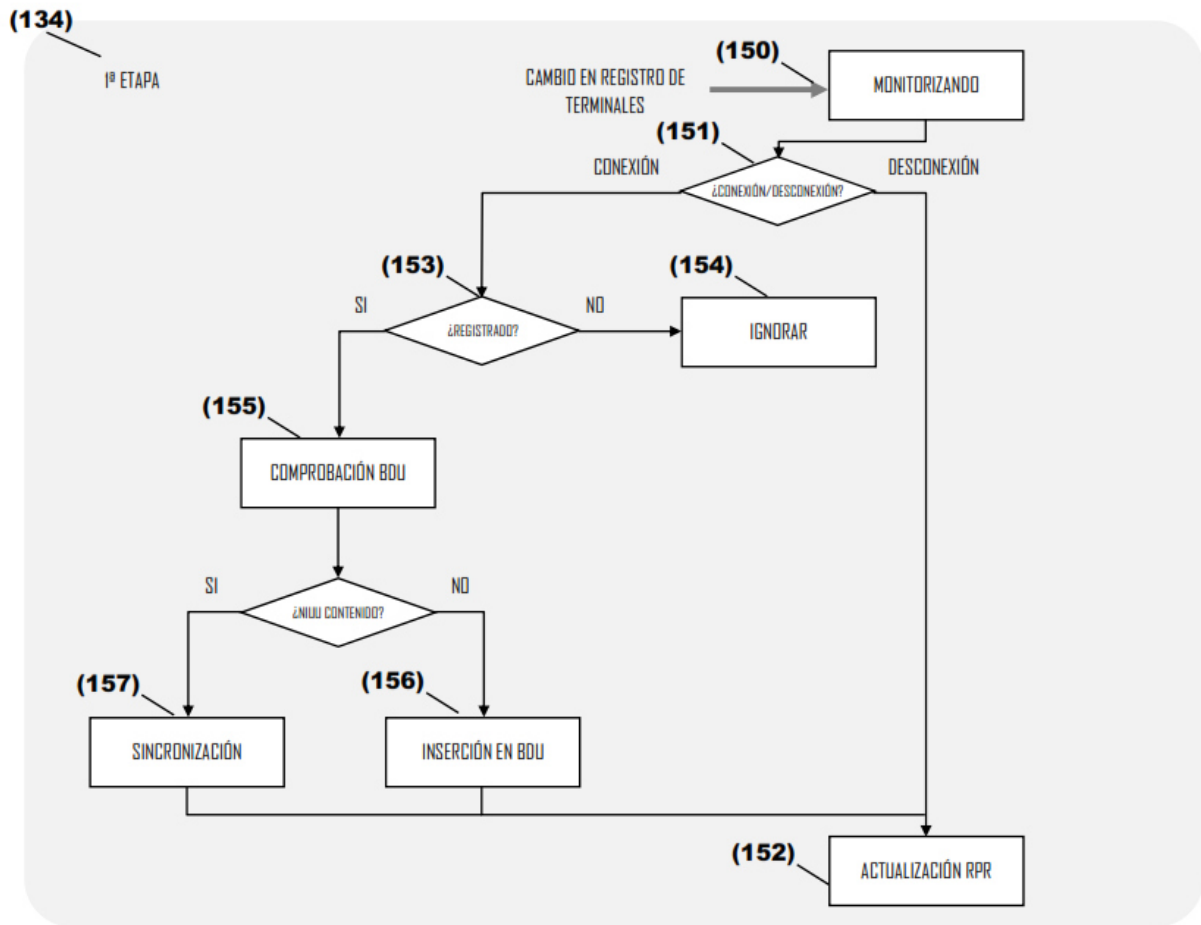 (134)
1ª ETAPA
(150)
CAMBIO EN REGISTRO DE
TERMINALES
MONITORIZANDO
(151)
CONEXIÓN
DESCONEXIÓN
¿CONEXIÓN/DESCONEXIÓN?
(153)
(154)
SI
NO
¿REGISTRADO?
IGNORAR
(155)
COMPROBACIÓN BDU
SI
NO
¿NIUU CONTENIDO?
(157)
(156)
SINCRONIZACIÓN
INSERCIÓN EN BDU
(152)
ACTUALIZACIÓN RPR